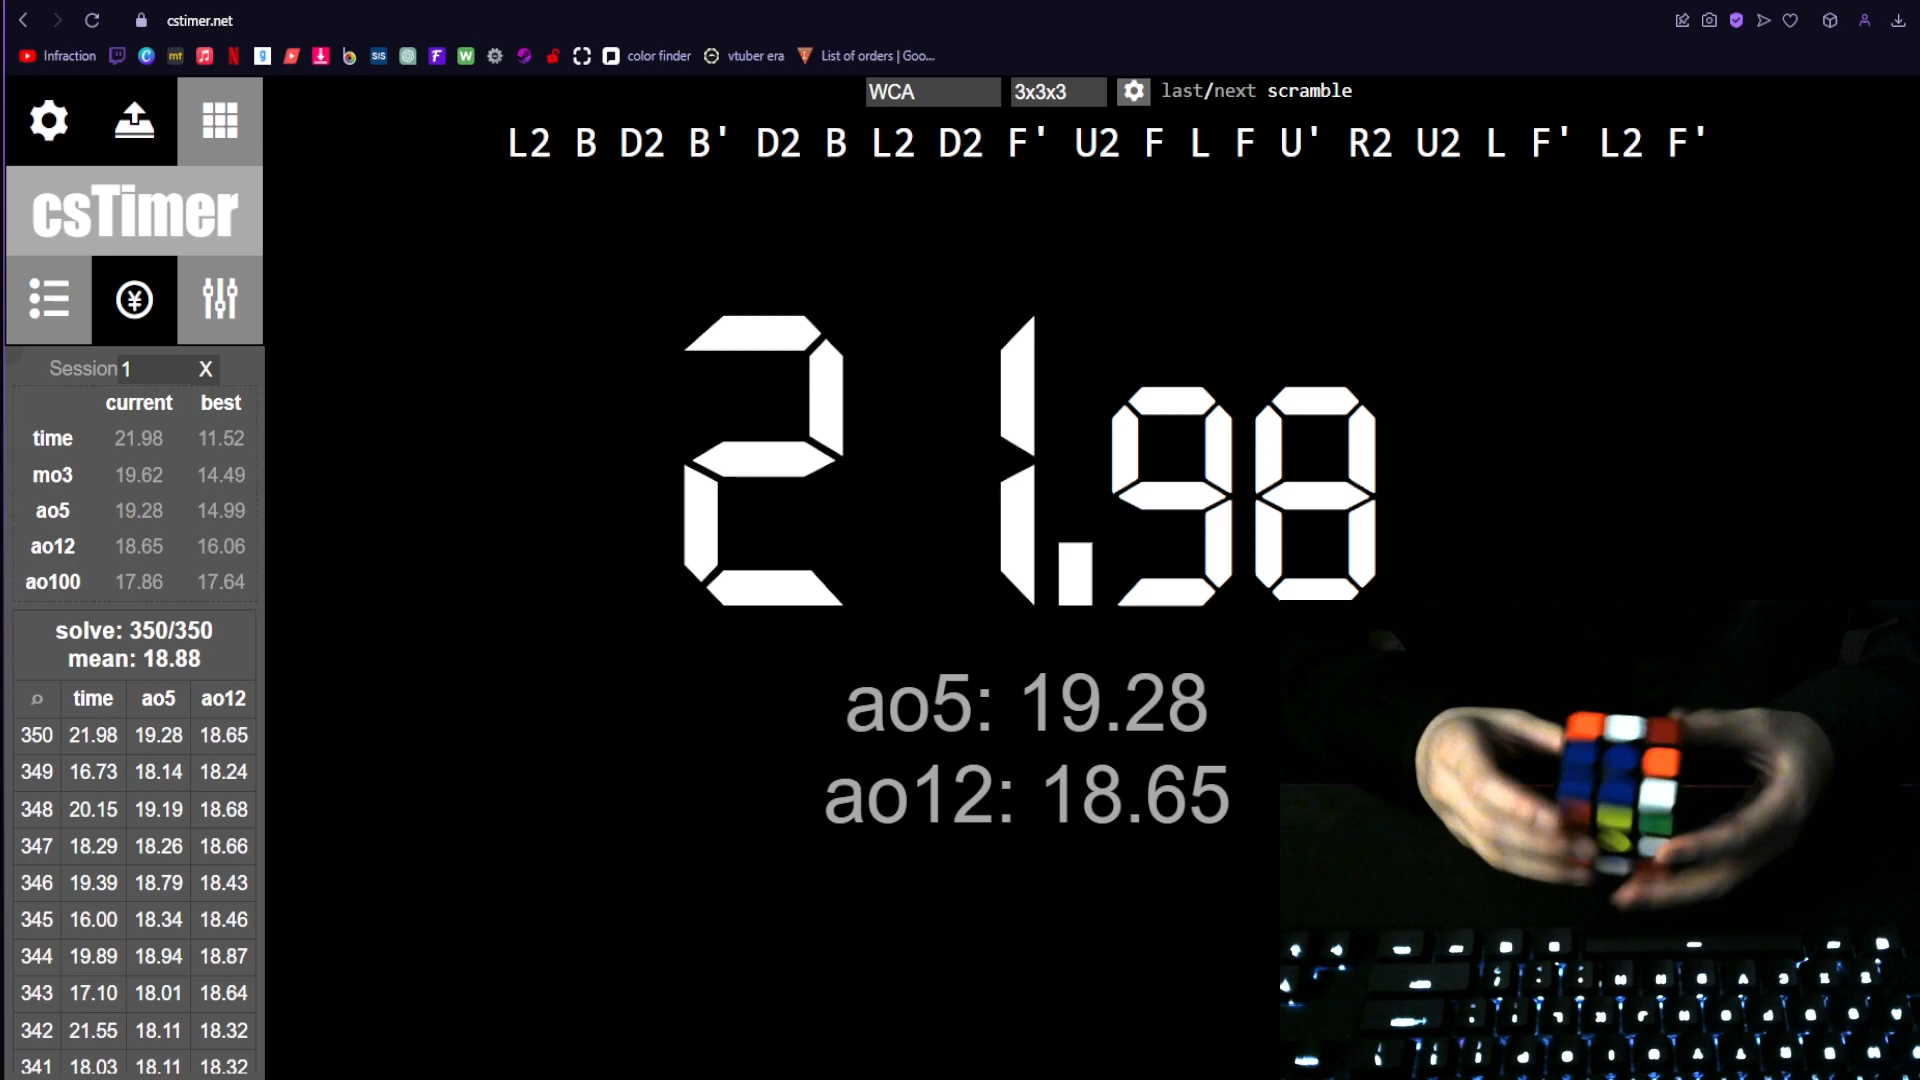 cstimer.net
Infraction
mt
SIS
color finder
vtuber era
List of orders | Goo...
WCA
3x3x3
last/next scramble
L2 B D2 B' D2 B L2 D2 F' U2 F L F U' R2 U2 L F' L2 F'
csTimer
Session 1 X
current best
time 21.98 11.52
mo3 19.62 14.49
ao5 19.28 14.99
ao12 18.65 16.06
ao100 17.86 17.64
solve: 350/350
mean: 18.88
time ao5 ao12
350 21.98 19.28 18.65
349 16.73 18.14 18.24
348 20.15 19.19 18.68
347 18.29 18.26 18.66
346 19.39 18.79 18.43
345 16.00 18.34 18.46
344 19.89 18.94 18.87
343 17.10 18.01 18.64
342 21.55 18.11 18.32
341 18.03 18.11 18.32
21.98
ao5: 19.28
ao12: 18.65